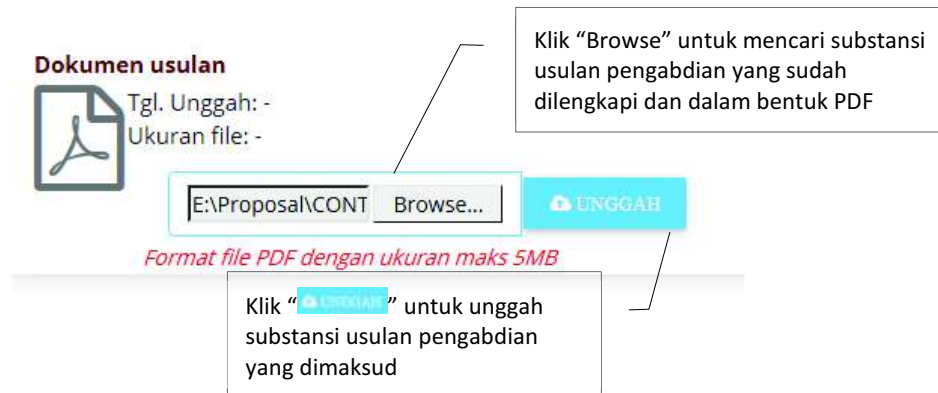 Klik “Browse” untuk mencari substansi
usulan pengabdian yang sudah
dilengkapi dan dalam bentuk PDF
Dokumen usulan
Tgl. Unggah: -
Ukuran file: -
E:\Proposal\CONT Browse... UNGGAH
Format file PDF dengan ukuran maks 5MB
Klik “ UNGGAH ” untuk unggah
substansi usulan pengabdian
yang dimaksud